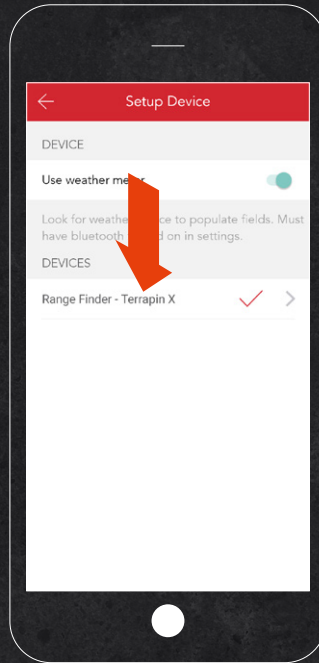 Setup Device
DEVICE
Use weather
Look for weather to populate fields. Must
have bluetooth on in settings.
DEVICES
Range Finder - Terrapin X